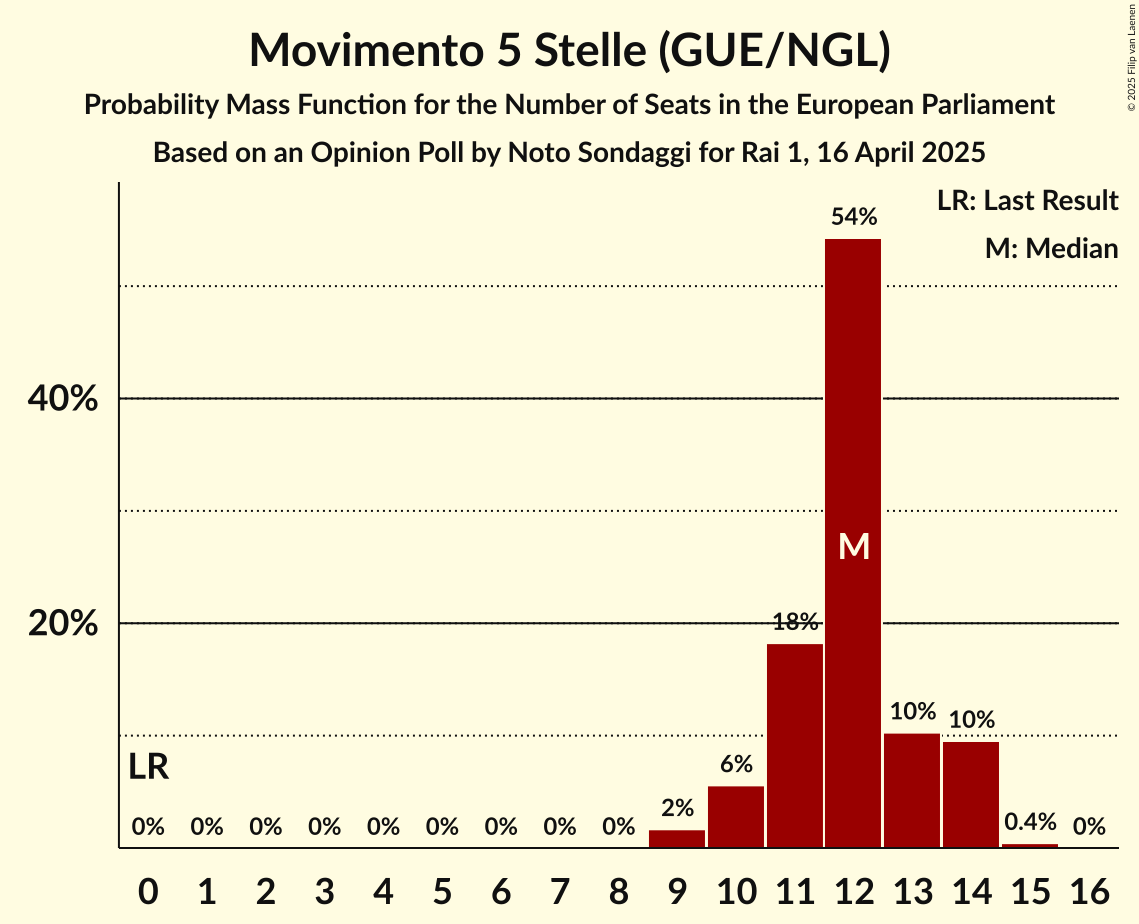 Movimento 5 Stelle (GUE/NGL)
Probability Mass Function for the Number of Seats in the European Parliament
Based on an Opinion Poll by Noto Sondaggi for Rai 1, 16 April 2025
© 2025 Filip van Laenen
LR: Last Result
M: Median
54%
40%
M
20%
18%
10%
10%
LR
6%
2%
0.4%
0% 0% 0% 0% 0% 0% 0% 0% 0% 0%
0 1 2 3 4 5 6 7 8 9 10 11 12 13 14 15 16